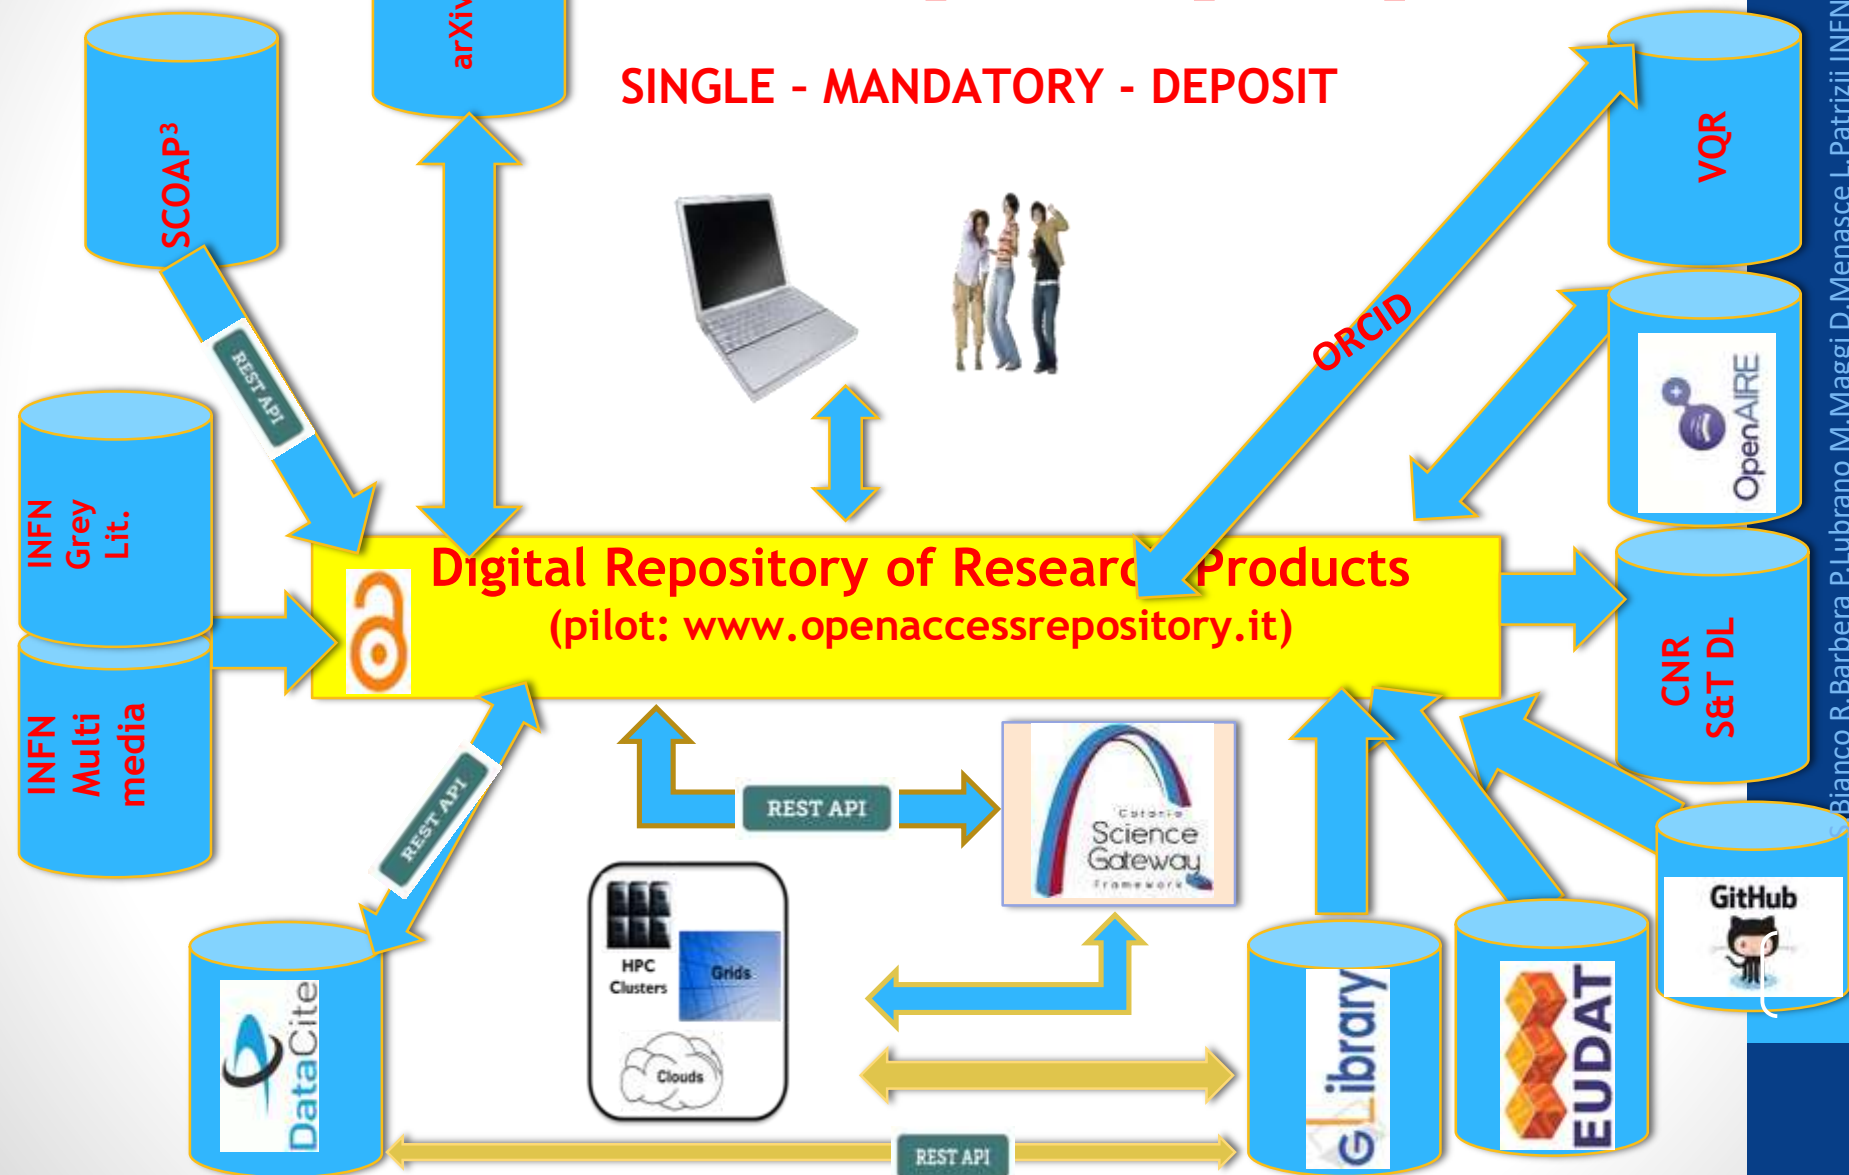 arXiv
SINGLE – MANDATORY - DEPOSIT
SCOAP³
VQR
ORCID
REST API
OpenAIRE
INFN
Grey
Lit.
Digital Repository of Research Products
(pilot: www.openaccessrepository.it)
CNR
S&T DL
INFN
Multi
media
REST API
REST API
Catania
Science
Gateway
Framework
GitHub
HPC
Clusters
Grids
Clouds
DataCite
gLibrary
EUDAT
REST API
S.Bianco R.Barbera P.Lubrano M.Maggi D.Menasce L.Patrizii INFN